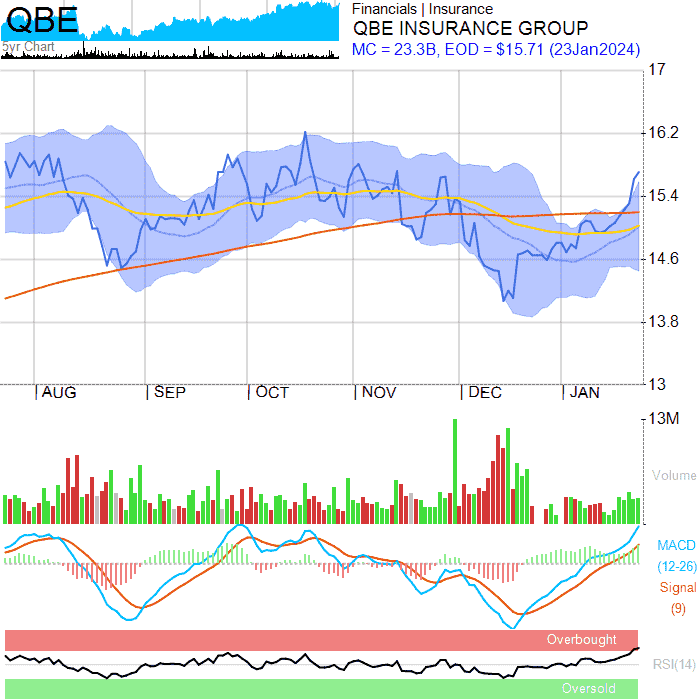 QBE
5yr Chart
Financials | Insurance
QBE INSURANCE GROUP
MC = 23.3B, EOD = $15.71 (23Jan2024)
17
16.2
15.4
14.6
13.8
13
AUG SEP OCT NOV DEC JAN
13M
Volume
MACD
(12-26)
Signal
(9)
Overbought
RSI(14)
Oversold